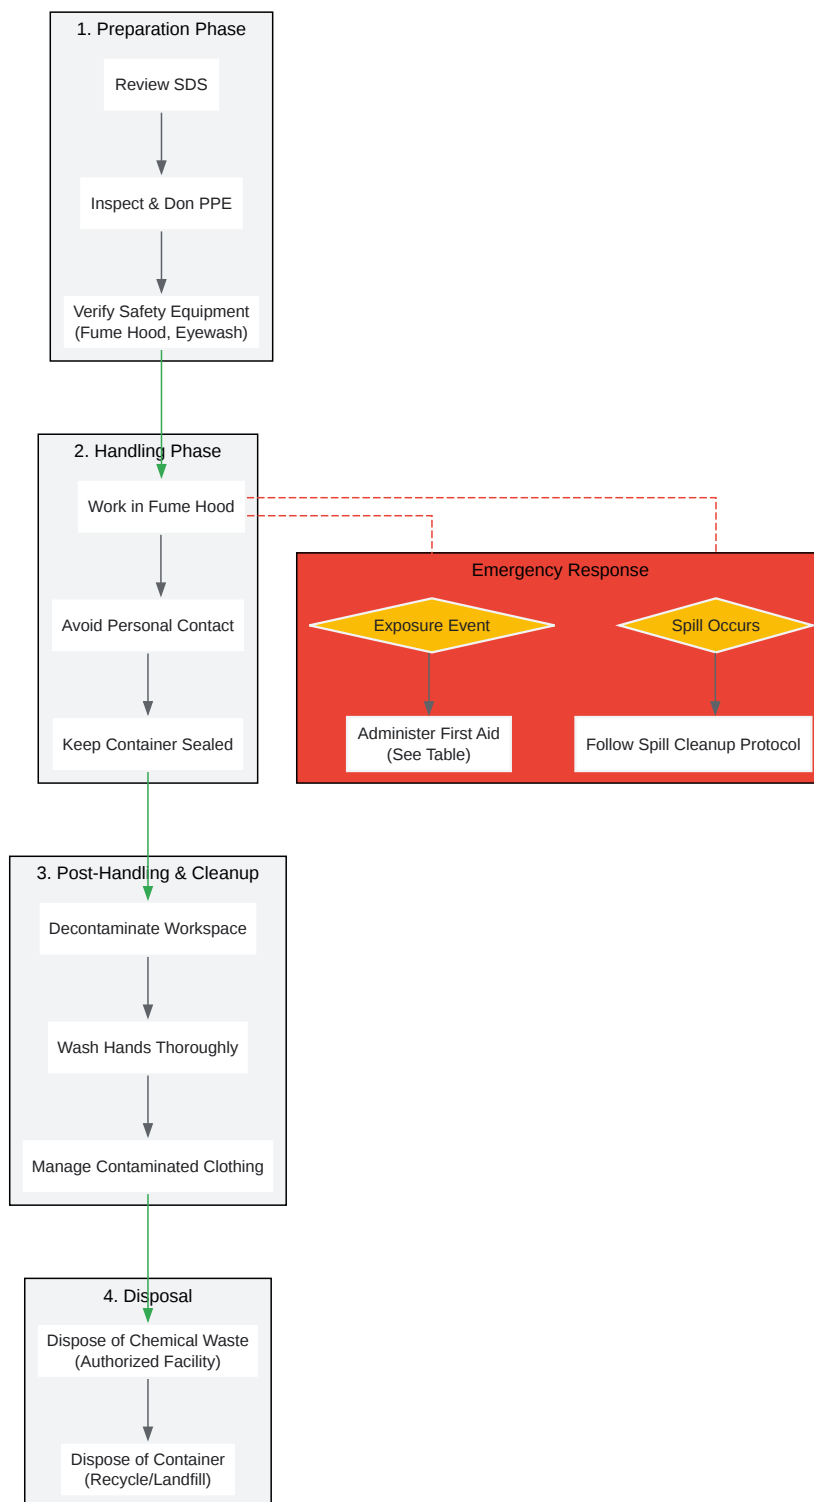 1. Preparation Phase
Review SDS
Inspect & Don PPE
Verify Safety Equipment
(Fume Hood, Eyewash)
2. Handling Phase
Work in Fume Hood
Avoid Personal Contact
Keep Container Sealed
Emergency Response
Exposure Event
Spill Occurs
Administer First Aid
(See Table)
Follow Spill Cleanup Protocol
3. Post-Handling & Cleanup
Decontaminate Workspace
Wash Hands Thoroughly
Manage Contaminated Clothing
4. Disposal
Dispose of Chemical Waste
(Authorized Facility)
Dispose of Container
(Recycle/Landfill)